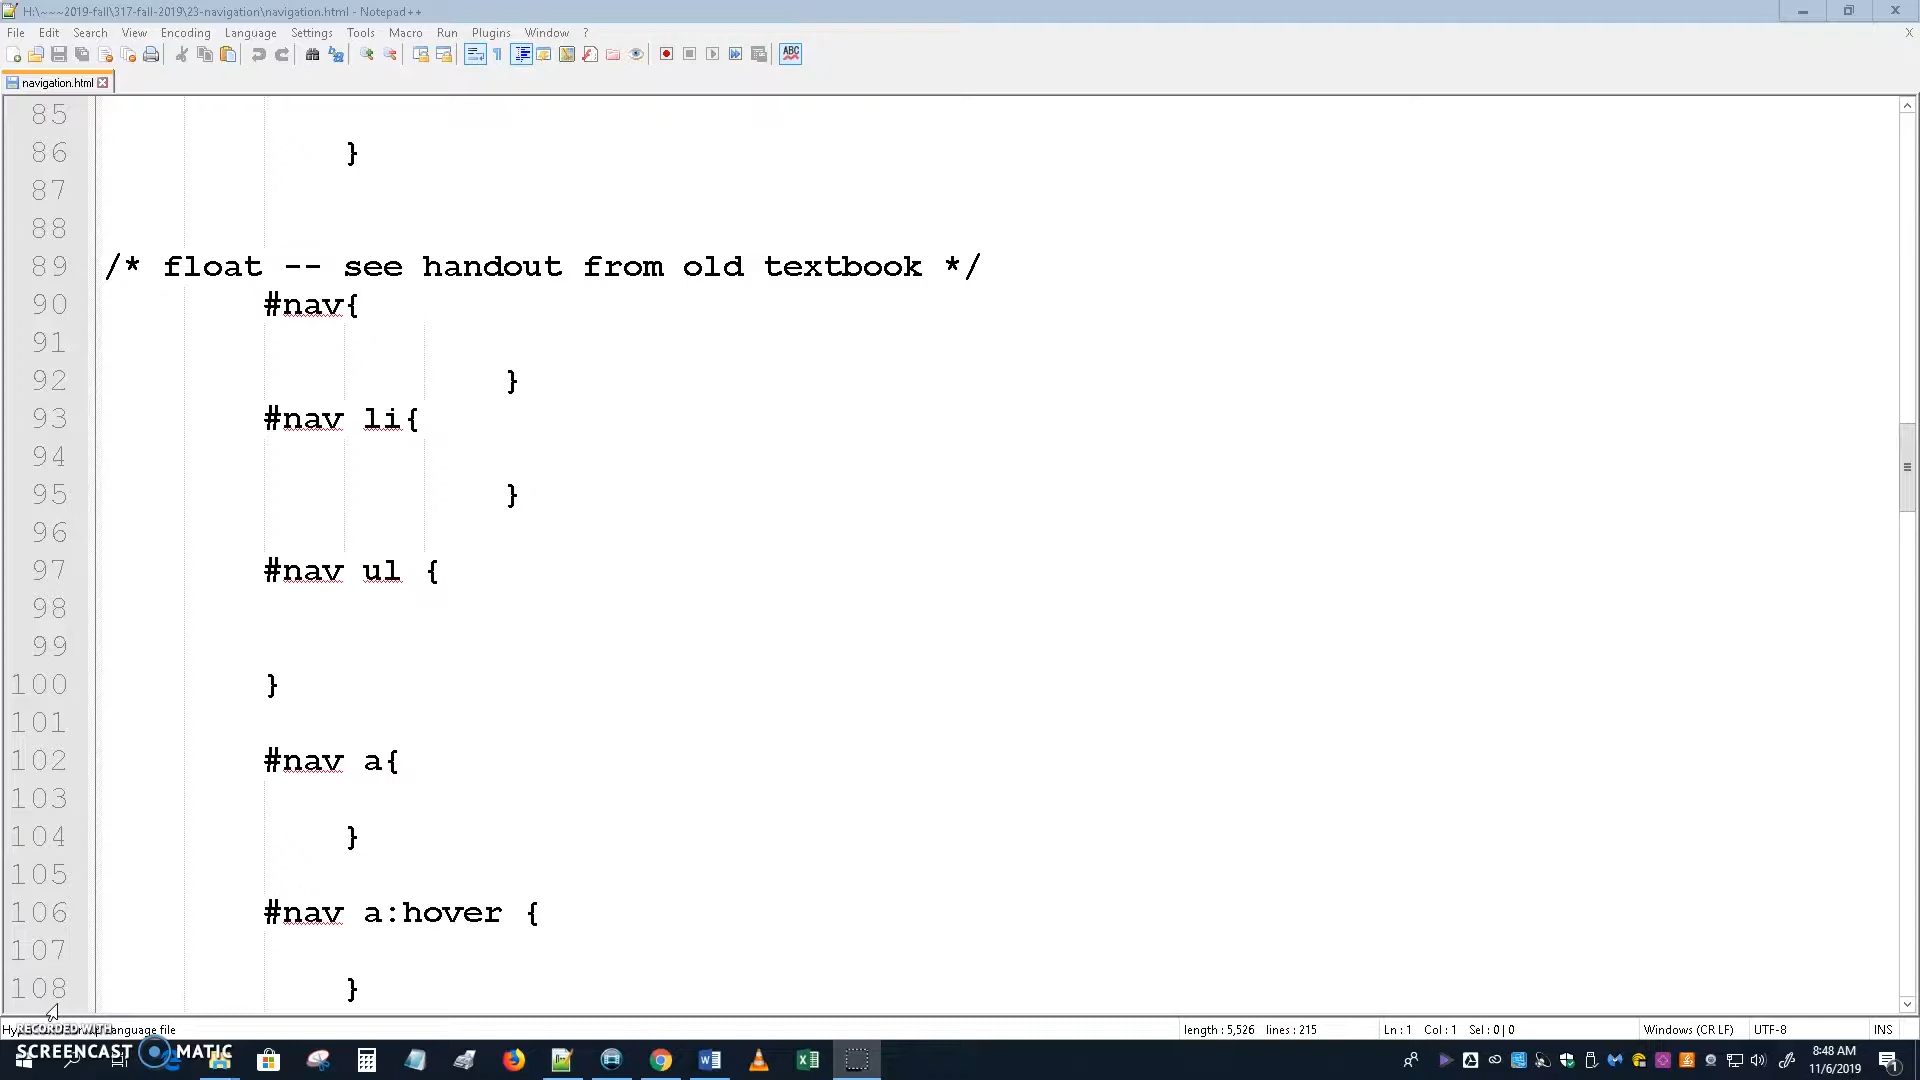 H:\~~~2019-fall\317-fall-2019\23-navigation\navigation.html - Notepad++
File Edit Search View Encoding Language Settings Tools Macro Run Plugins Window ? X
ABC
navigation.html
85
86 }
87
88
89 /* float -- see handout from old textbook */
90 #nav{
91
92 }
93 #nav li{
94
95 }
96
97 #nav ul {
98
99
100 }
101
102 #nav a{
103
104 }
105
106 #nav a:hover {
107
108 }
length : 5,526 lines : 215 Ln : 1 Col : 1 Sel : 0 | 0 Windows (CR LF) UTF-8 INS
RECORDED WITH
SCREENCAST MATIC
8:48 AM
11/6/2019